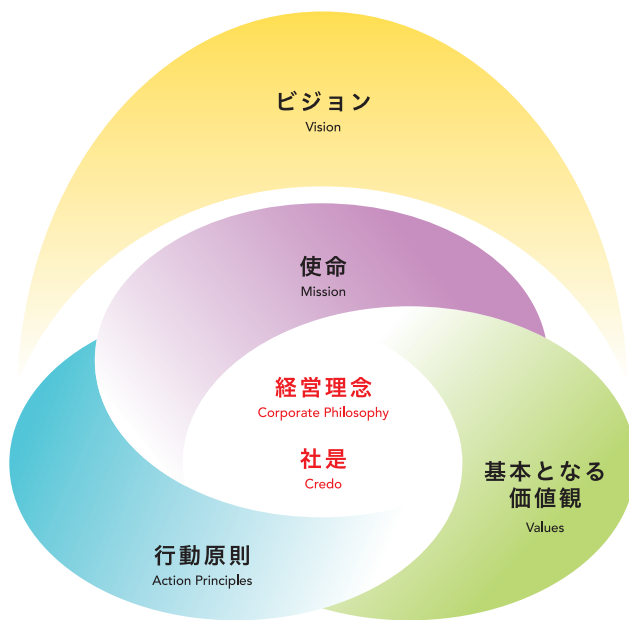 ビジョン
Vision
使命
Mission
経営理念
Corporate Philosophy
社是
Credo
基本となる
価値観
Values
行動原則
Action Principles